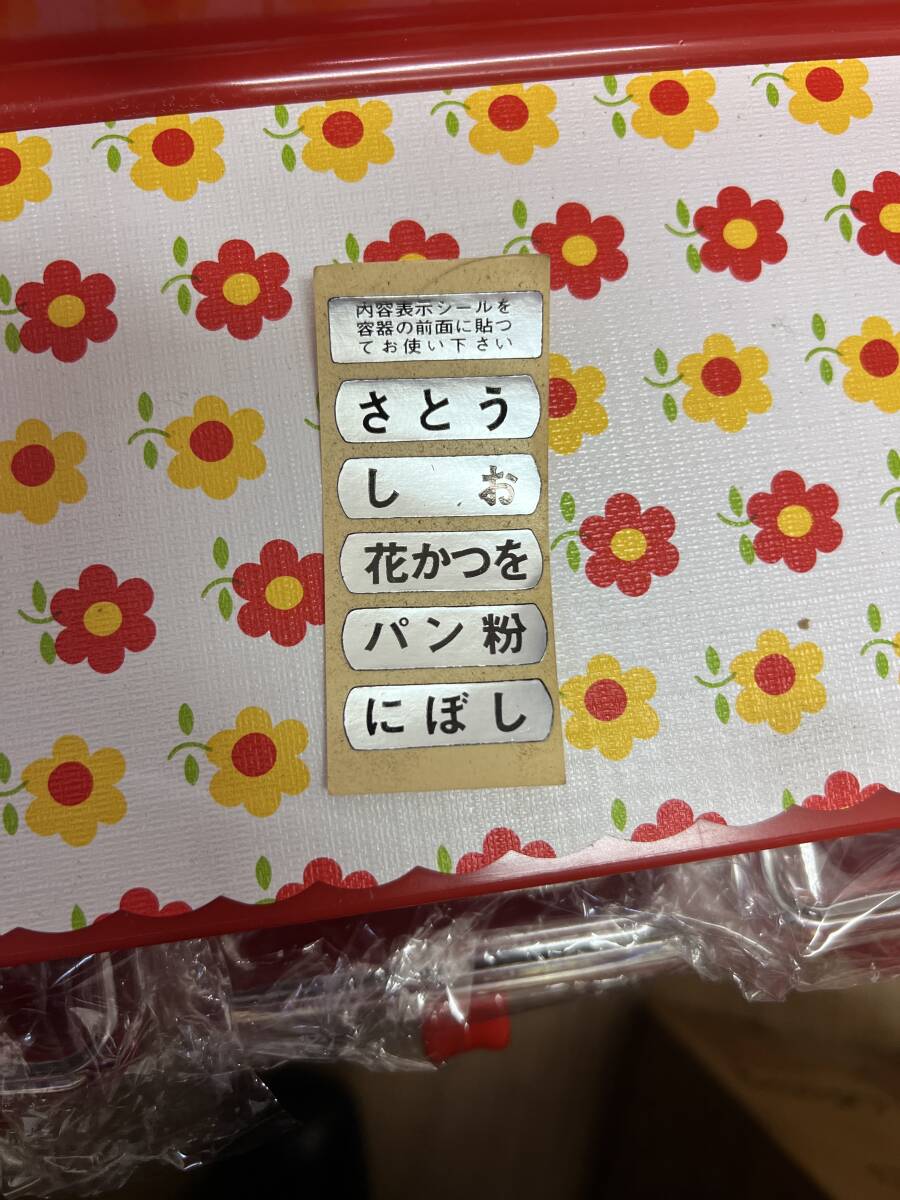 内容表示シールを
容器の前面に貼つ
てお使い下さい
さとう
しお
花かつを
パン粉
にぼし